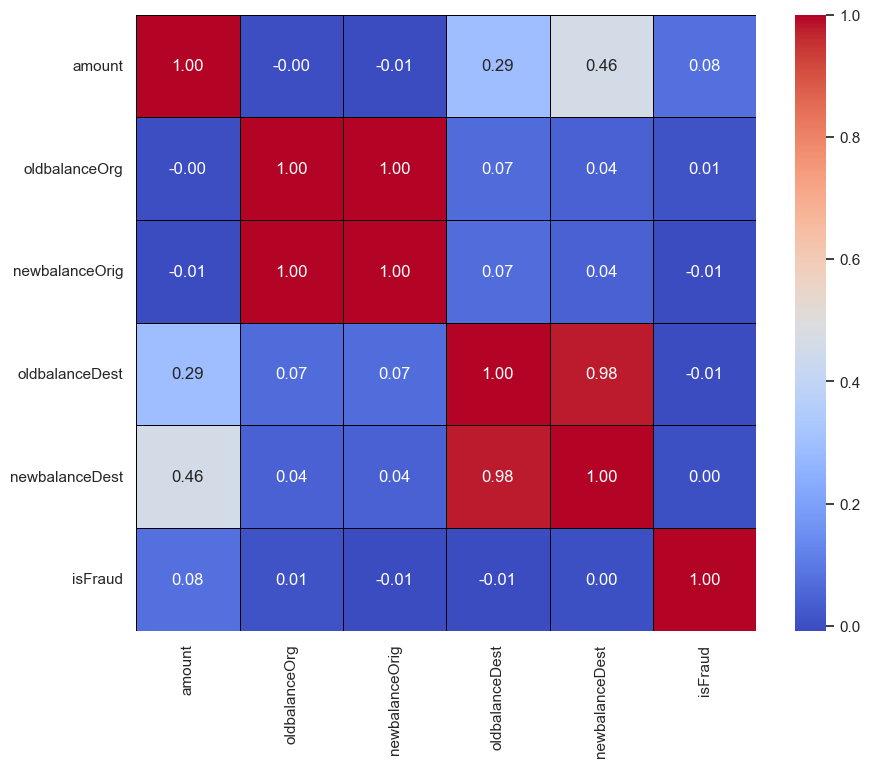 amount 1.00 -0.00 -0.01 0.29 0.46 0.08
oldbalanceOrg -0.00 1.00 1.00 0.07 0.04 0.01
newbalanceOrig -0.01 1.00 1.00 0.07 0.04 -0.01
oldbalanceDest 0.29 0.07 0.07 1.00 0.98 -0.01
newbalanceDest 0.46 0.04 0.04 0.98 1.00 0.00
isFraud 0.08 0.01 -0.01 -0.01 0.00 1.00
amount
oldbalanceOrg
newbalanceOrig
oldbalanceDest
newbalanceDest
isFraud
1.0
0.8
0.6
0.4
0.2
0.0